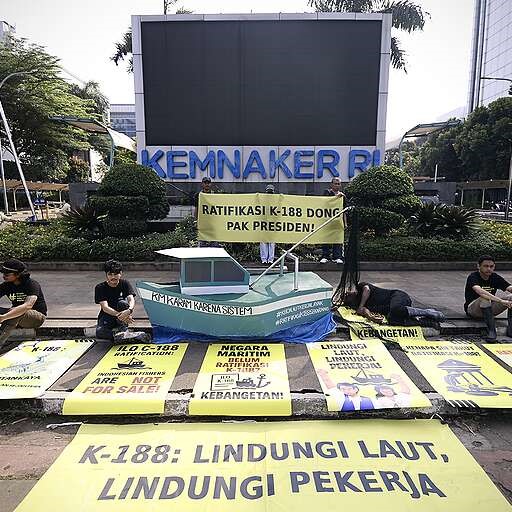 KEMNAKER RI
RATIFIKASI K-188 DONG
PAK PRESIDEN!
KARAM KARENA SISTEM
K-188:
ILO C-188
RATIFICATION!
INDONESIAN FISHERS
ARE NOT
FOR SALE!
NEGARA
MARITIM
BELUM
RATIFIKASI
K-188?
KEBANGETAN!
LINDUNGI LAUT,
LINDUNGI
PEKERJA!
KEBANGETAN!
K-188: LINDUNGI LAUT,
LINDUNGI PEKERJA